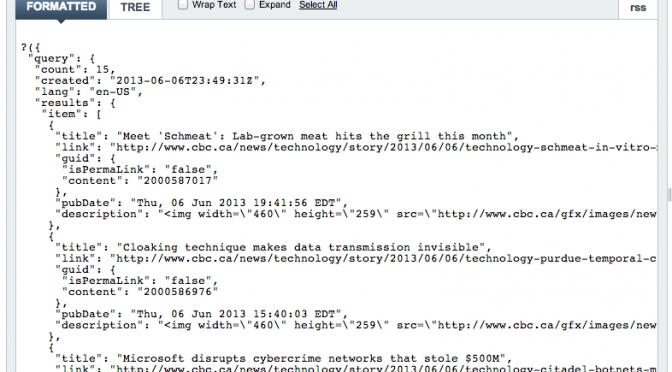 FORMATTED TREE Wrap Text Expand Select All rss
?({
"query": {
"count": 15,
"created": "2013-06-06T23:49:31Z",
"lang": "en-US",
"results": {
"item": [
{
"title": "Meet 'Schmeat': Lab-grown meat hits the grill this month",
"link": "http://www.cbc.ca/news/technology/story/2013/06/06/technology-schmeat-in-vitro-
"guid": {
"isPermaLink": "false",
"content": "2000587017"
},
"pubDate": "Thu, 06 Jun 2013 19:41:56 EDT",
"description": "<img width=\"460\" height=\"259\" src=\"http://www.cbc.ca/gfx/images/new
},
{
"title": "Cloaking technique makes data transmission invisible",
"link": "http://www.cbc.ca/news/technology/story/2013/06/06/technology-purdue-temporal-c
"guid": {
"isPermaLink": "false",
"content": "2000586976"
},
"pubDate": "Thu, 06 Jun 2013 15:40:03 EDT",
"description": "<img width=\"460\" height=\"259\" src=\"http://www.cbc.ca/gfx/images/new
},
{
"title": "Microsoft disrupts cybercrime networks that stole $500M",
"link": "http://www.cbc.ca/news/technology/story/2013/06/06/technology-citadel-botnets-m